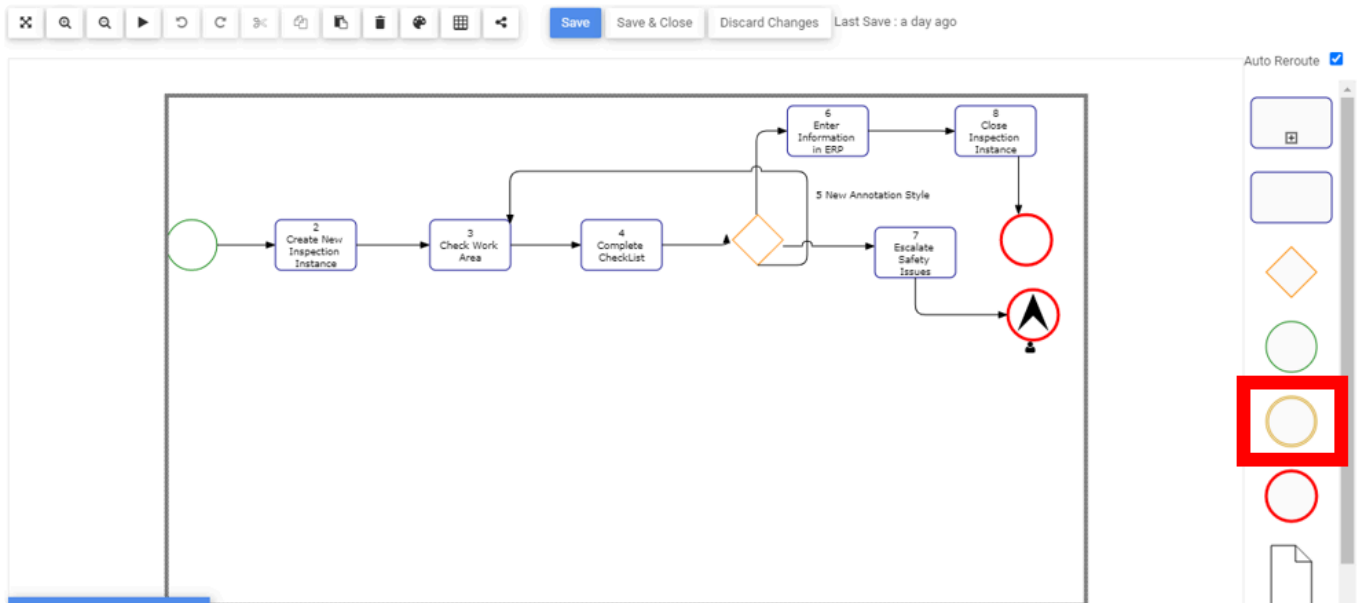 Save
Save & Close
Discard Changes
Last Save : a day ago
Auto Reroute
6
Enter
Information
in ERP
8
Close
Inspection
Instance
5 New Annotation Style
2
Create New
Inspection
Instance
3
Check Work
Area
4
Complete
CheckList
7
Escalate
Safety
Issues